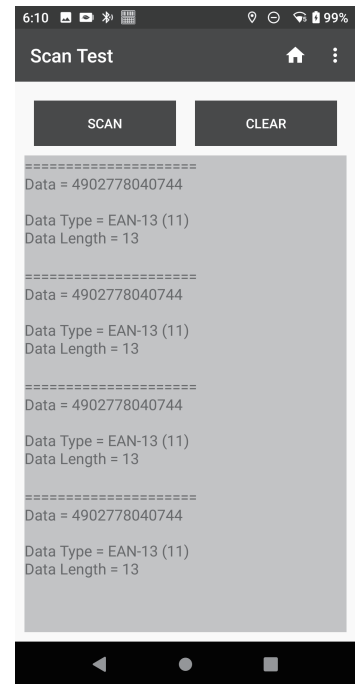 6:10 99%
Scan Test
SCAN CLEAR
=====================
Data = 4902778040744
Data Type = EAN-13 (11)
Data Length = 13
=====================
Data = 4902778040744
Data Type = EAN-13 (11)
Data Length = 13
=====================
Data = 4902778040744
Data Type = EAN-13 (11)
Data Length = 13
=====================
Data = 4902778040744
Data Type = EAN-13 (11)
Data Length = 13